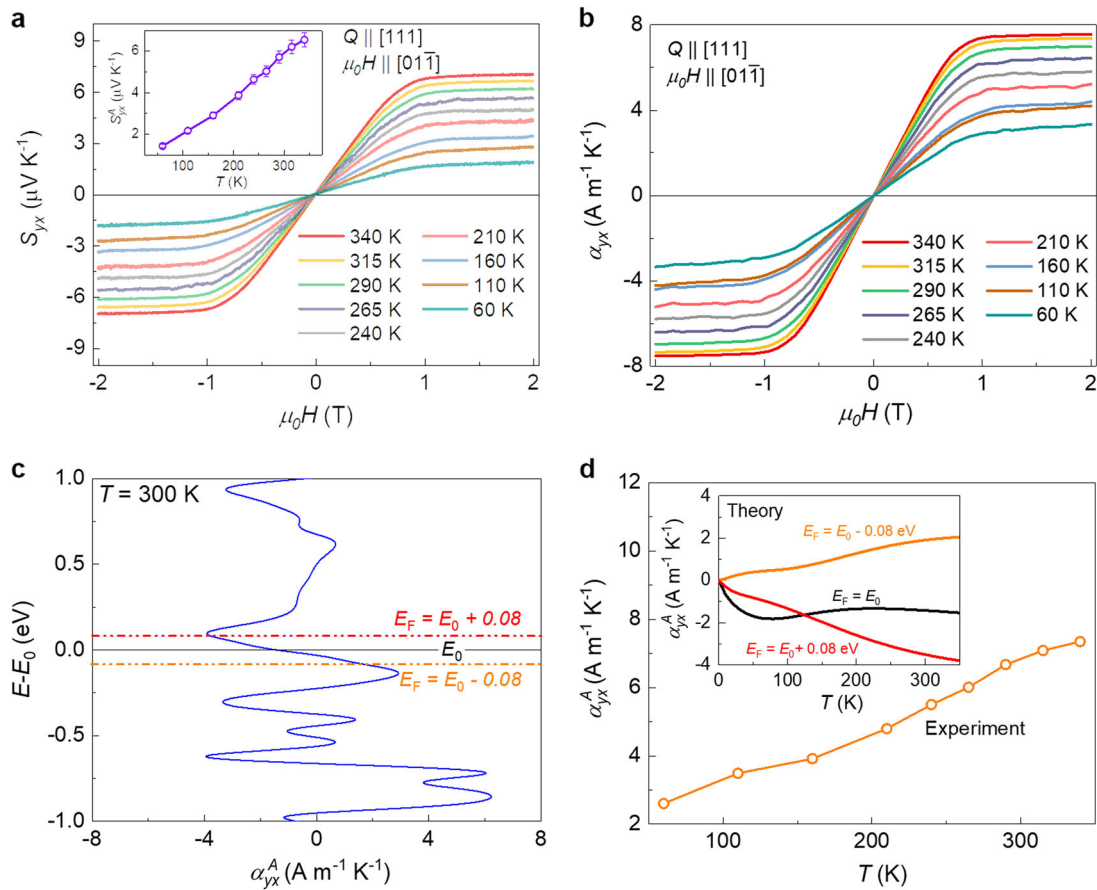 a
Q || [111]
μ0H || [011̅]
S_yx^A (μV K⁻¹)
6
4
2
100
200
300
T (K)
S_yx (μV K⁻¹)
9
6
3
0
-3
-6
-9
340 K
315 K
290 K
265 K
240 K
210 K
160 K
110 K
60 K
-2
-1
0
1
2
μ0H (T)
b
Q || [111]
μ0H || [011̅]
α_yx (A m⁻¹ K⁻¹)
8
4
0
-4
-8
340 K
315 K
290 K
265 K
240 K
210 K
160 K
110 K
60 K
-2
-1
0
1
2
μ0H (T)
c
T = 300 K
E-E0 (eV)
1.0
0.5
0.0
-0.5
-1.0
EF = E0 + 0.08
E0
EF = E0 - 0.08
-8
-4
0
4
8
α_yx^A (A m⁻¹ K⁻¹)
d
α_yx^A (A m⁻¹ K⁻¹)
12
10
8
6
4
2
Theory
α_yx^A (A m⁻¹ K⁻¹)
4
2
0
-2
-4
EF = E0 - 0.08 eV
EF = E0
EF = E0+ 0.08 eV
0
100
200
300
T (K)
Experiment
100
200
300
T (K)